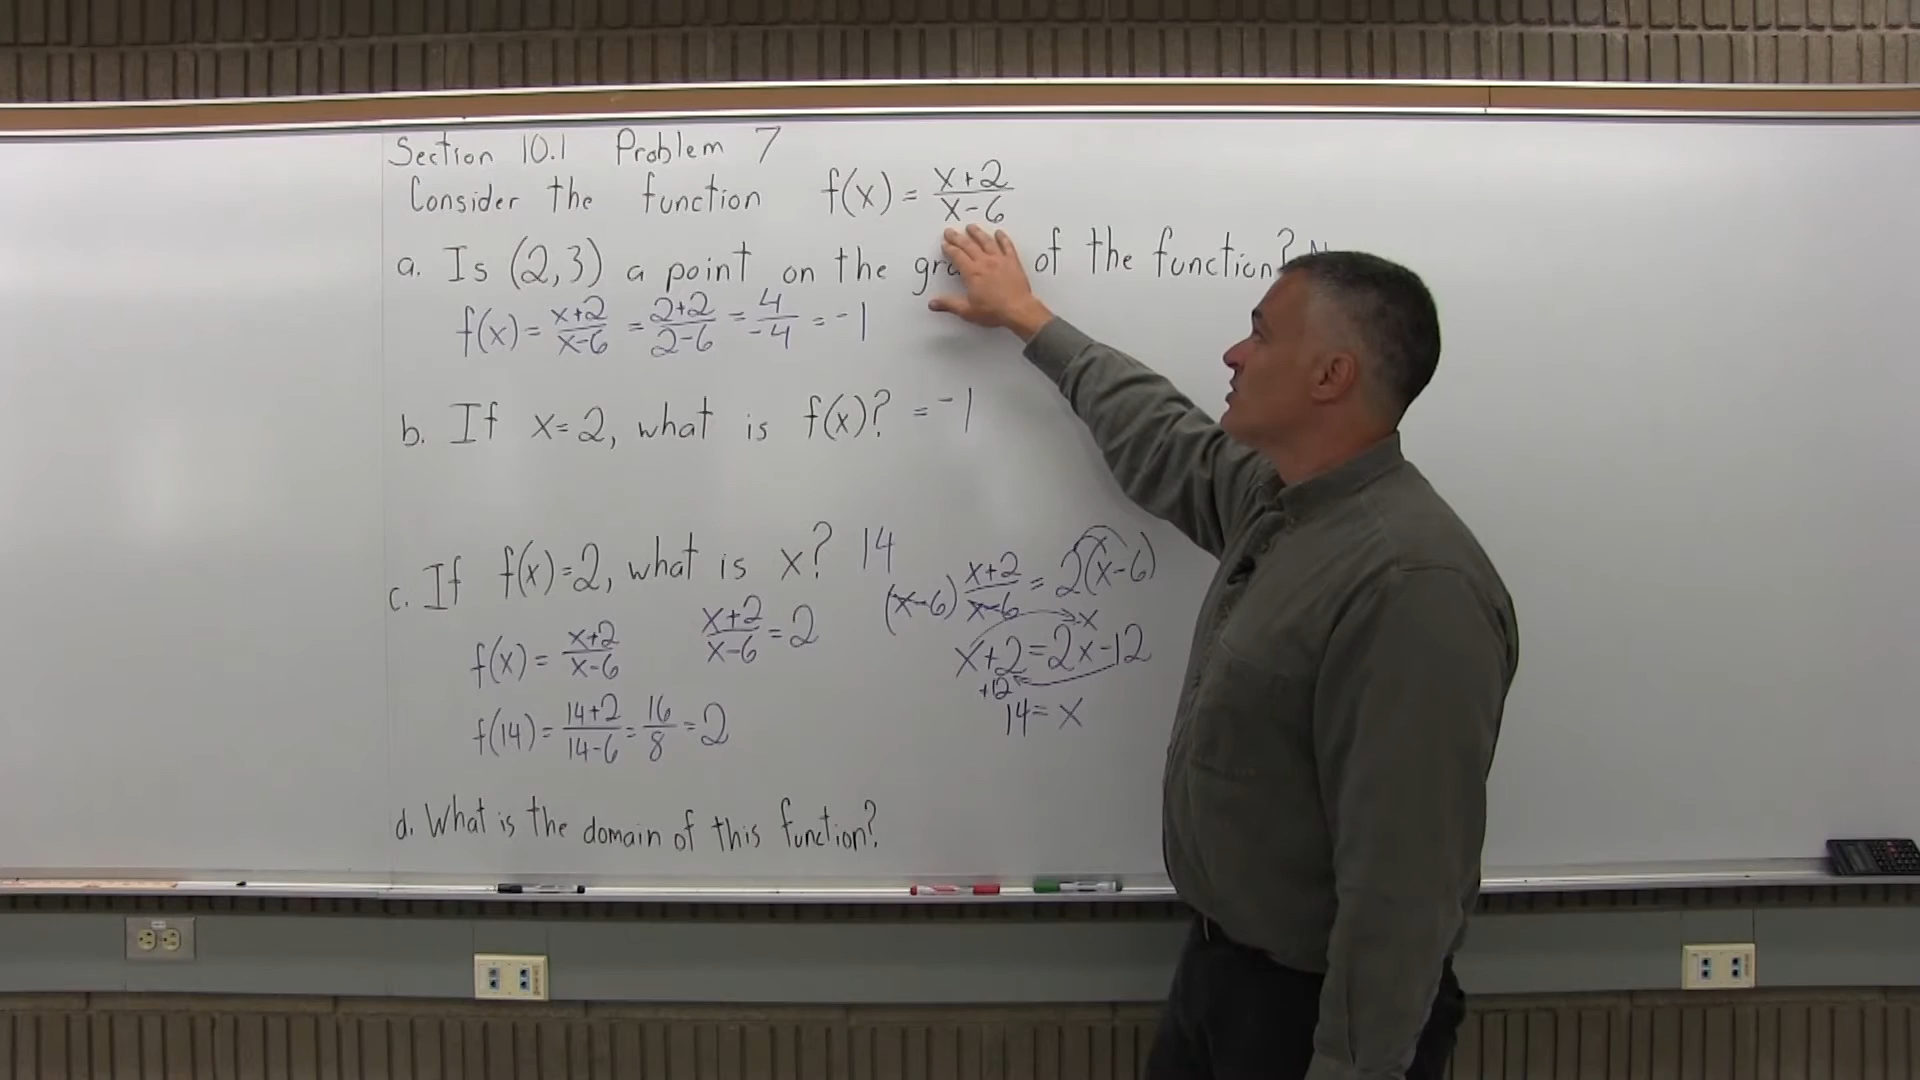 Section 10.1 Problem 7
Consider the function f(x) = x+2/x-6
a. Is (2,3) a point on the of the function?
f(x) = x+2/x-6 = 2+2/2-6 = 4/-4 = -1
b. If x=2, what is f(x)? = -1
c. If f(x)=2, what is x? 14
f(x) = x+2/x-6
f(14) = 14+2/14-6 = 16/8 = 2
x+2/x-6 = 2
(x-6) x+2/x-6 = 2(x-6)
-x
x+2 = 2x-12
+12
14 = x
d. What is the domain of this function?